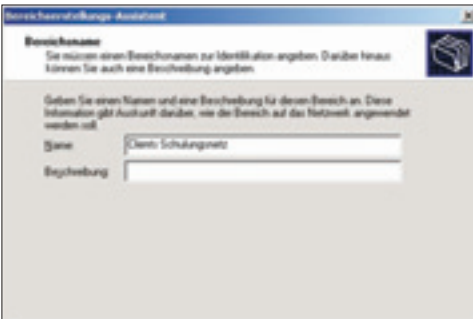 Bereichserstellungs-Assistent
Bereichsname
Sie müssen einen Bereichsnamen zur Identifikation angeben. Darüber hinaus
können Sie auch eine Beschreibung angeben.
Geben Sie einen Namen und eine Beschreibung für diesen Bereich an. Diese
Information gibt Auskunft darüber, wie der Bereich auf das Netzwerk angewendet
werden soll.
Name:
Clients Schulungsnetz
Beschreibung: